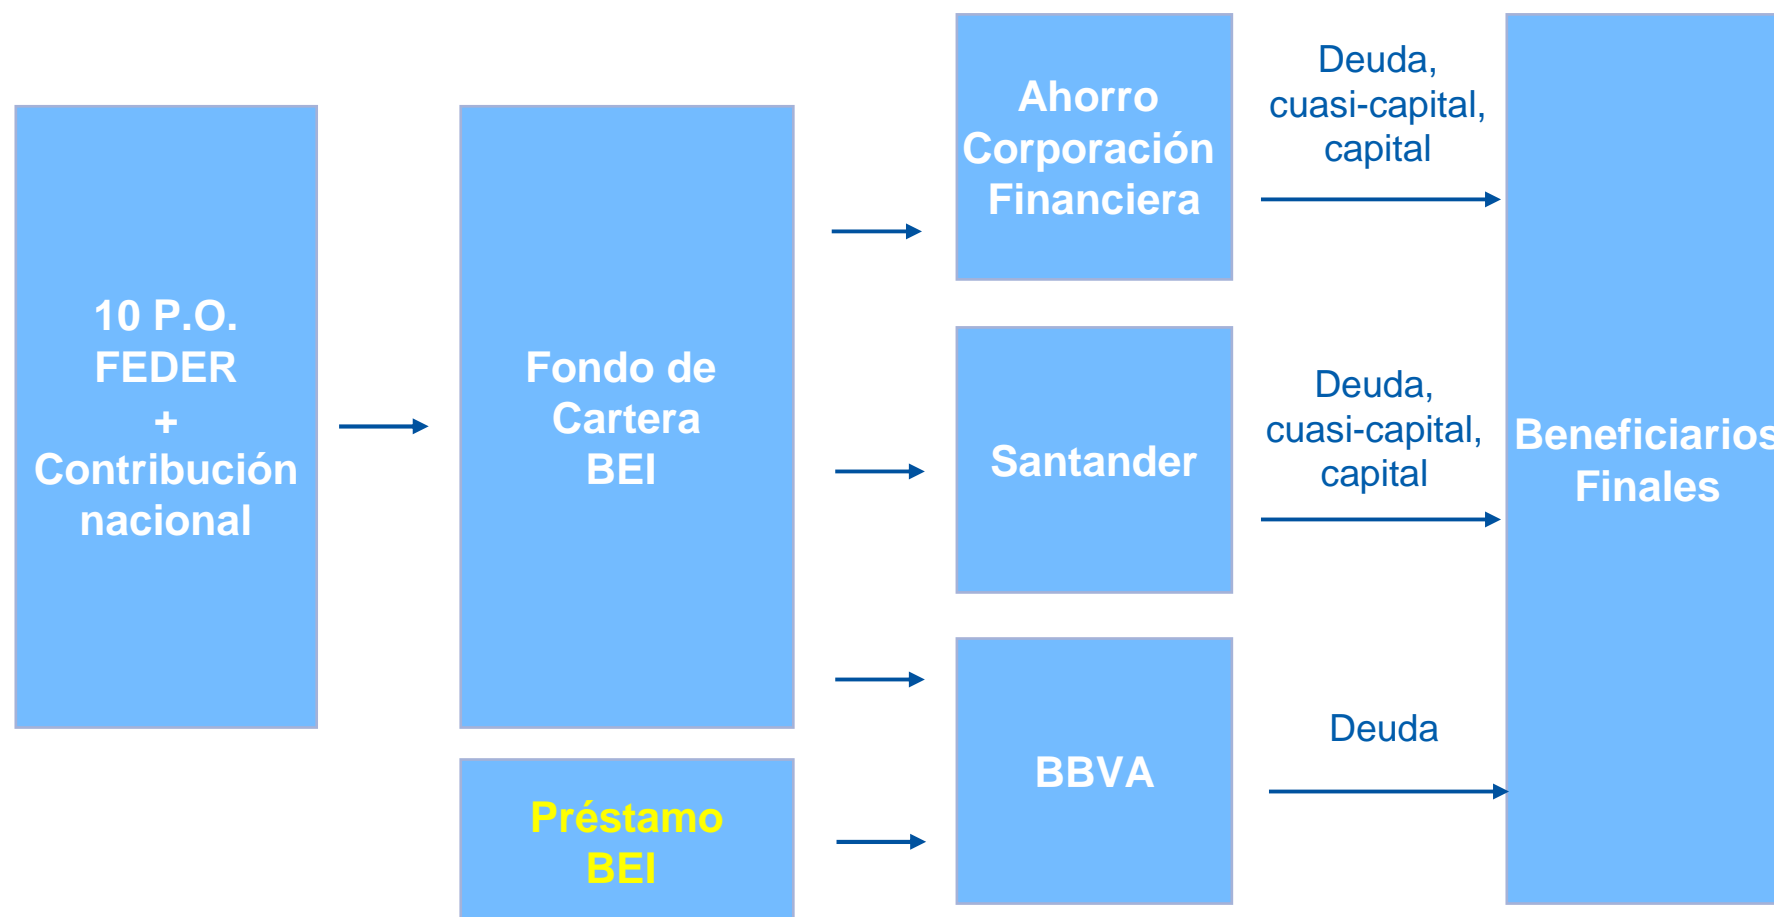 10 P.O.
FEDER
+
Contribución
nacional
Fondo de
Cartera
BEI
Préstamo
BEI
Ahorro
Corporación
Financiera
Santander
BBVA
Deuda,
cuasi-capital,
capital
Deuda,
cuasi-capital,
capital
Deuda
Beneficiarios
Finales